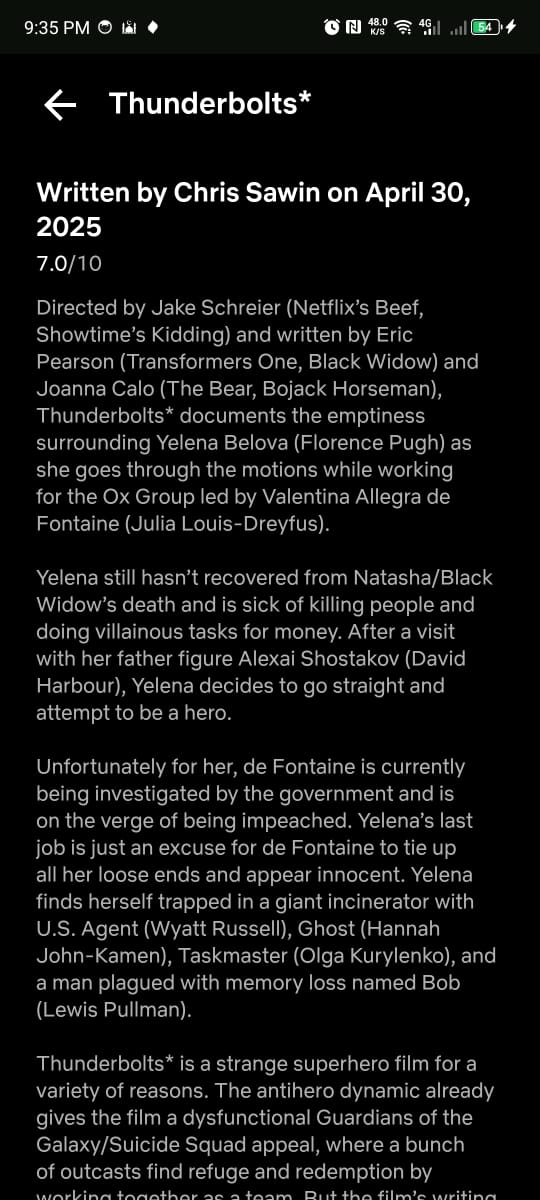 9:35 PM
48.0
K/S
4G
54
Thunderbolts*
Written by Chris Sawin on April 30,
2025
7.0/10
Directed by Jake Schreier (Netflix's Beef,
Showtime's Kidding) and written by Eric
Pearson (Transformers One, Black Widow) and
Joanna Calo (The Bear, Bojack Horseman),
Thunderbolts* documents the emptiness
surrounding Yelena Belova (Florence Pugh) as
she goes through the motions while working
for the Ox Group led by Valentina Allegra de
Fontaine (Julia Louis-Dreyfus).
Yelena still hasn't recovered from Natasha/Black
Widow's death and is sick of killing people and
doing villainous tasks for money. After a visit
with her father figure Alexai Shostakov (David
Harbour), Yelena decides to go straight and
attempt to be a hero.
Unfortunately for her, de Fontaine is currently
being investigated by the government and is
on the verge of being impeached. Yelena's last
job is just an excuse for de Fontaine to tie up
all her loose ends and appear innocent. Yelena
finds herself trapped in a giant incinerator with
U.S. Agent (Wyatt Russell), Ghost (Hannah
John-Kamen), Taskmaster (Olga Kurylenko), and
a man plagued with memory loss named Bob
(Lewis Pullman).
Thunderbolts* is a strange superhero film for a
variety of reasons. The antihero dynamic already
gives the film a dysfunctional Guardians of the
Galaxy/Suicide Squad appeal, where a bunch
of outcasts find refuge and redemption by
working together as a team. But the film's writing